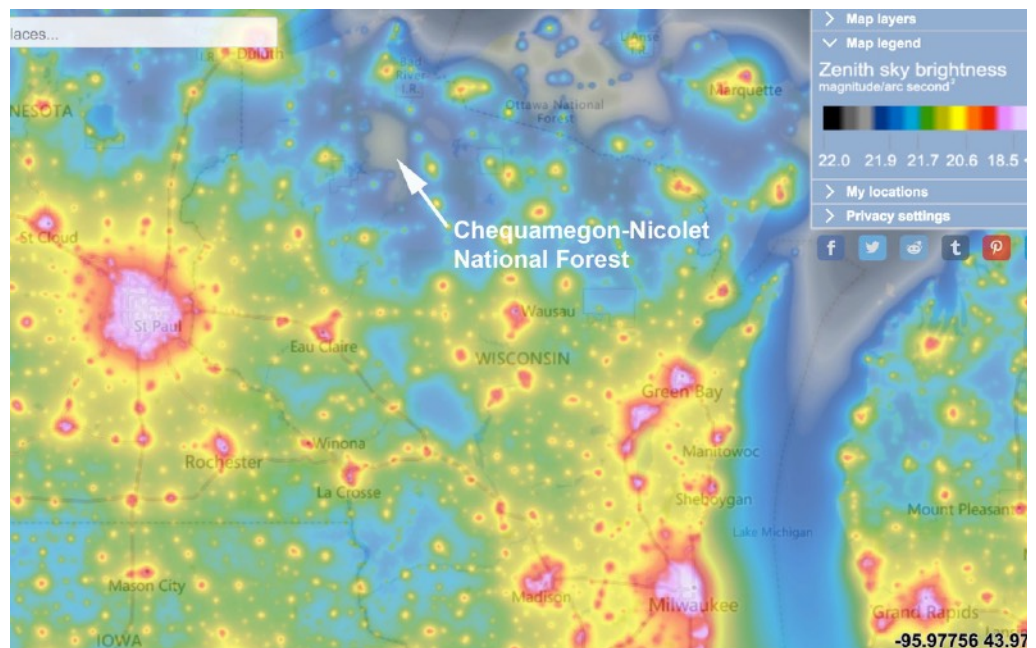 laces...
Map layers
Map legend
Zenith sky brightness
magnitude/arc second²
22.0 21.9 21.7 20.6 18.5 <
My locations
Privacy settings
f t p
I.R. Duluth
Bad
River
I.R.
L'Anse
Ottawa National
Forest
Marquette
NESOTA
Chequamegon-Nicolet
National Forest
St Cloud
St Paul
Eau Claire
Wausau
WISCONSIN
Green Bay
Winona
Rochester
La Crosse
Manitowoc
Sheboygan
Lake Michigan
Mount Pleasant
Mason City
Madison
Milwaukee
Grand Rapids
IOWA
-95.97756 43.97